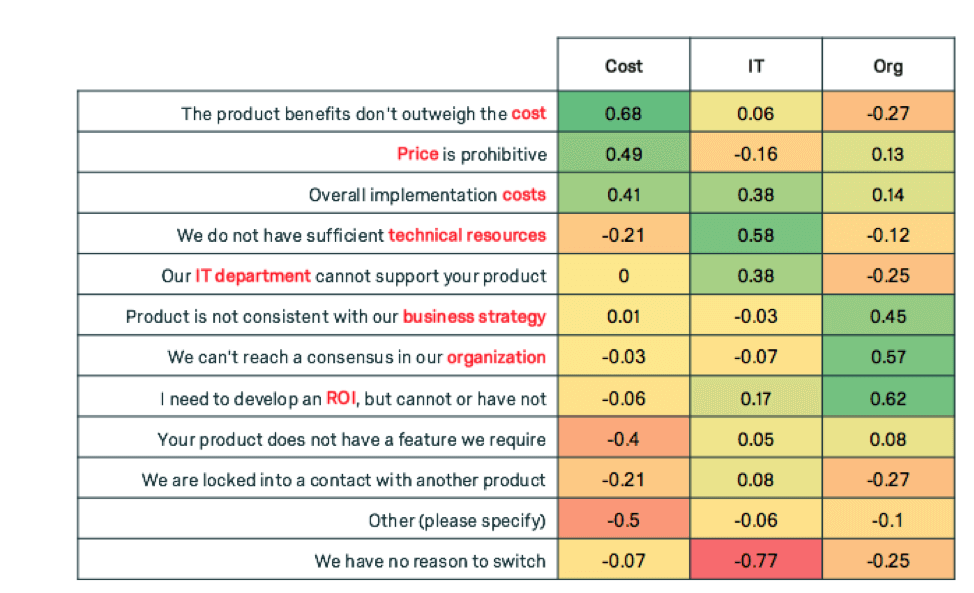 Cost IT Org
The product benefits don't outweigh the cost 0.68 0.06 -0.27
Price is prohibitive 0.49 -0.16 0.13
Overall implementation costs 0.41 0.38 0.14
We do not have sufficient technical resources -0.21 0.58 -0.12
Our IT department cannot support your product 0 0.38 -0.25
Product is not consistent with our business strategy 0.01 -0.03 0.45
We can't reach a consensus in our organization -0.03 -0.07 0.57
I need to develop an ROI, but cannot or have not -0.06 0.17 0.62
Your product does not have a feature we require -0.4 0.05 0.08
We are locked into a contact with another product -0.21 0.08 -0.27
Other (please specify) -0.5 -0.06 -0.1
We have no reason to switch -0.07 -0.77 -0.25